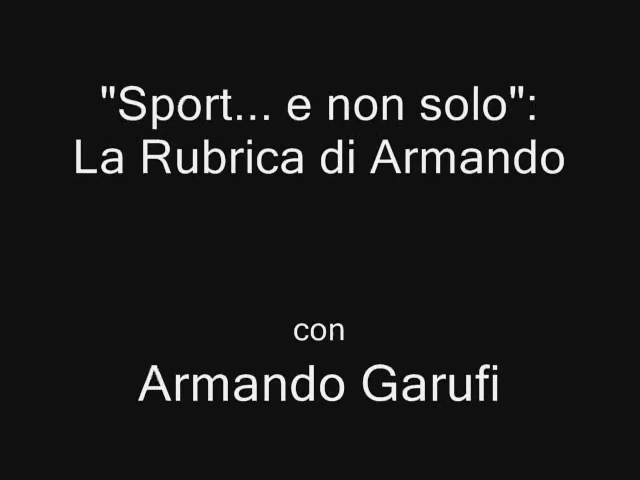 "Sport... e non solo":
La Rubrica di Armando
con
Armando Garufi